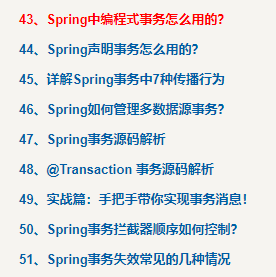 43、Spring中编程式事务怎么用的?
44、Spring声明事务怎么用的?
45、详解Spring事务中7种传播行为
46、Spring如何管理多数据源事务?
47、Spring事务源码解析
48、@Transaction 事务源码解析
49、实战篇：手把手带你实现事务消息!
50、Spring事务拦截器顺序如何控制?
51、Spring事务失效常见的几种情况